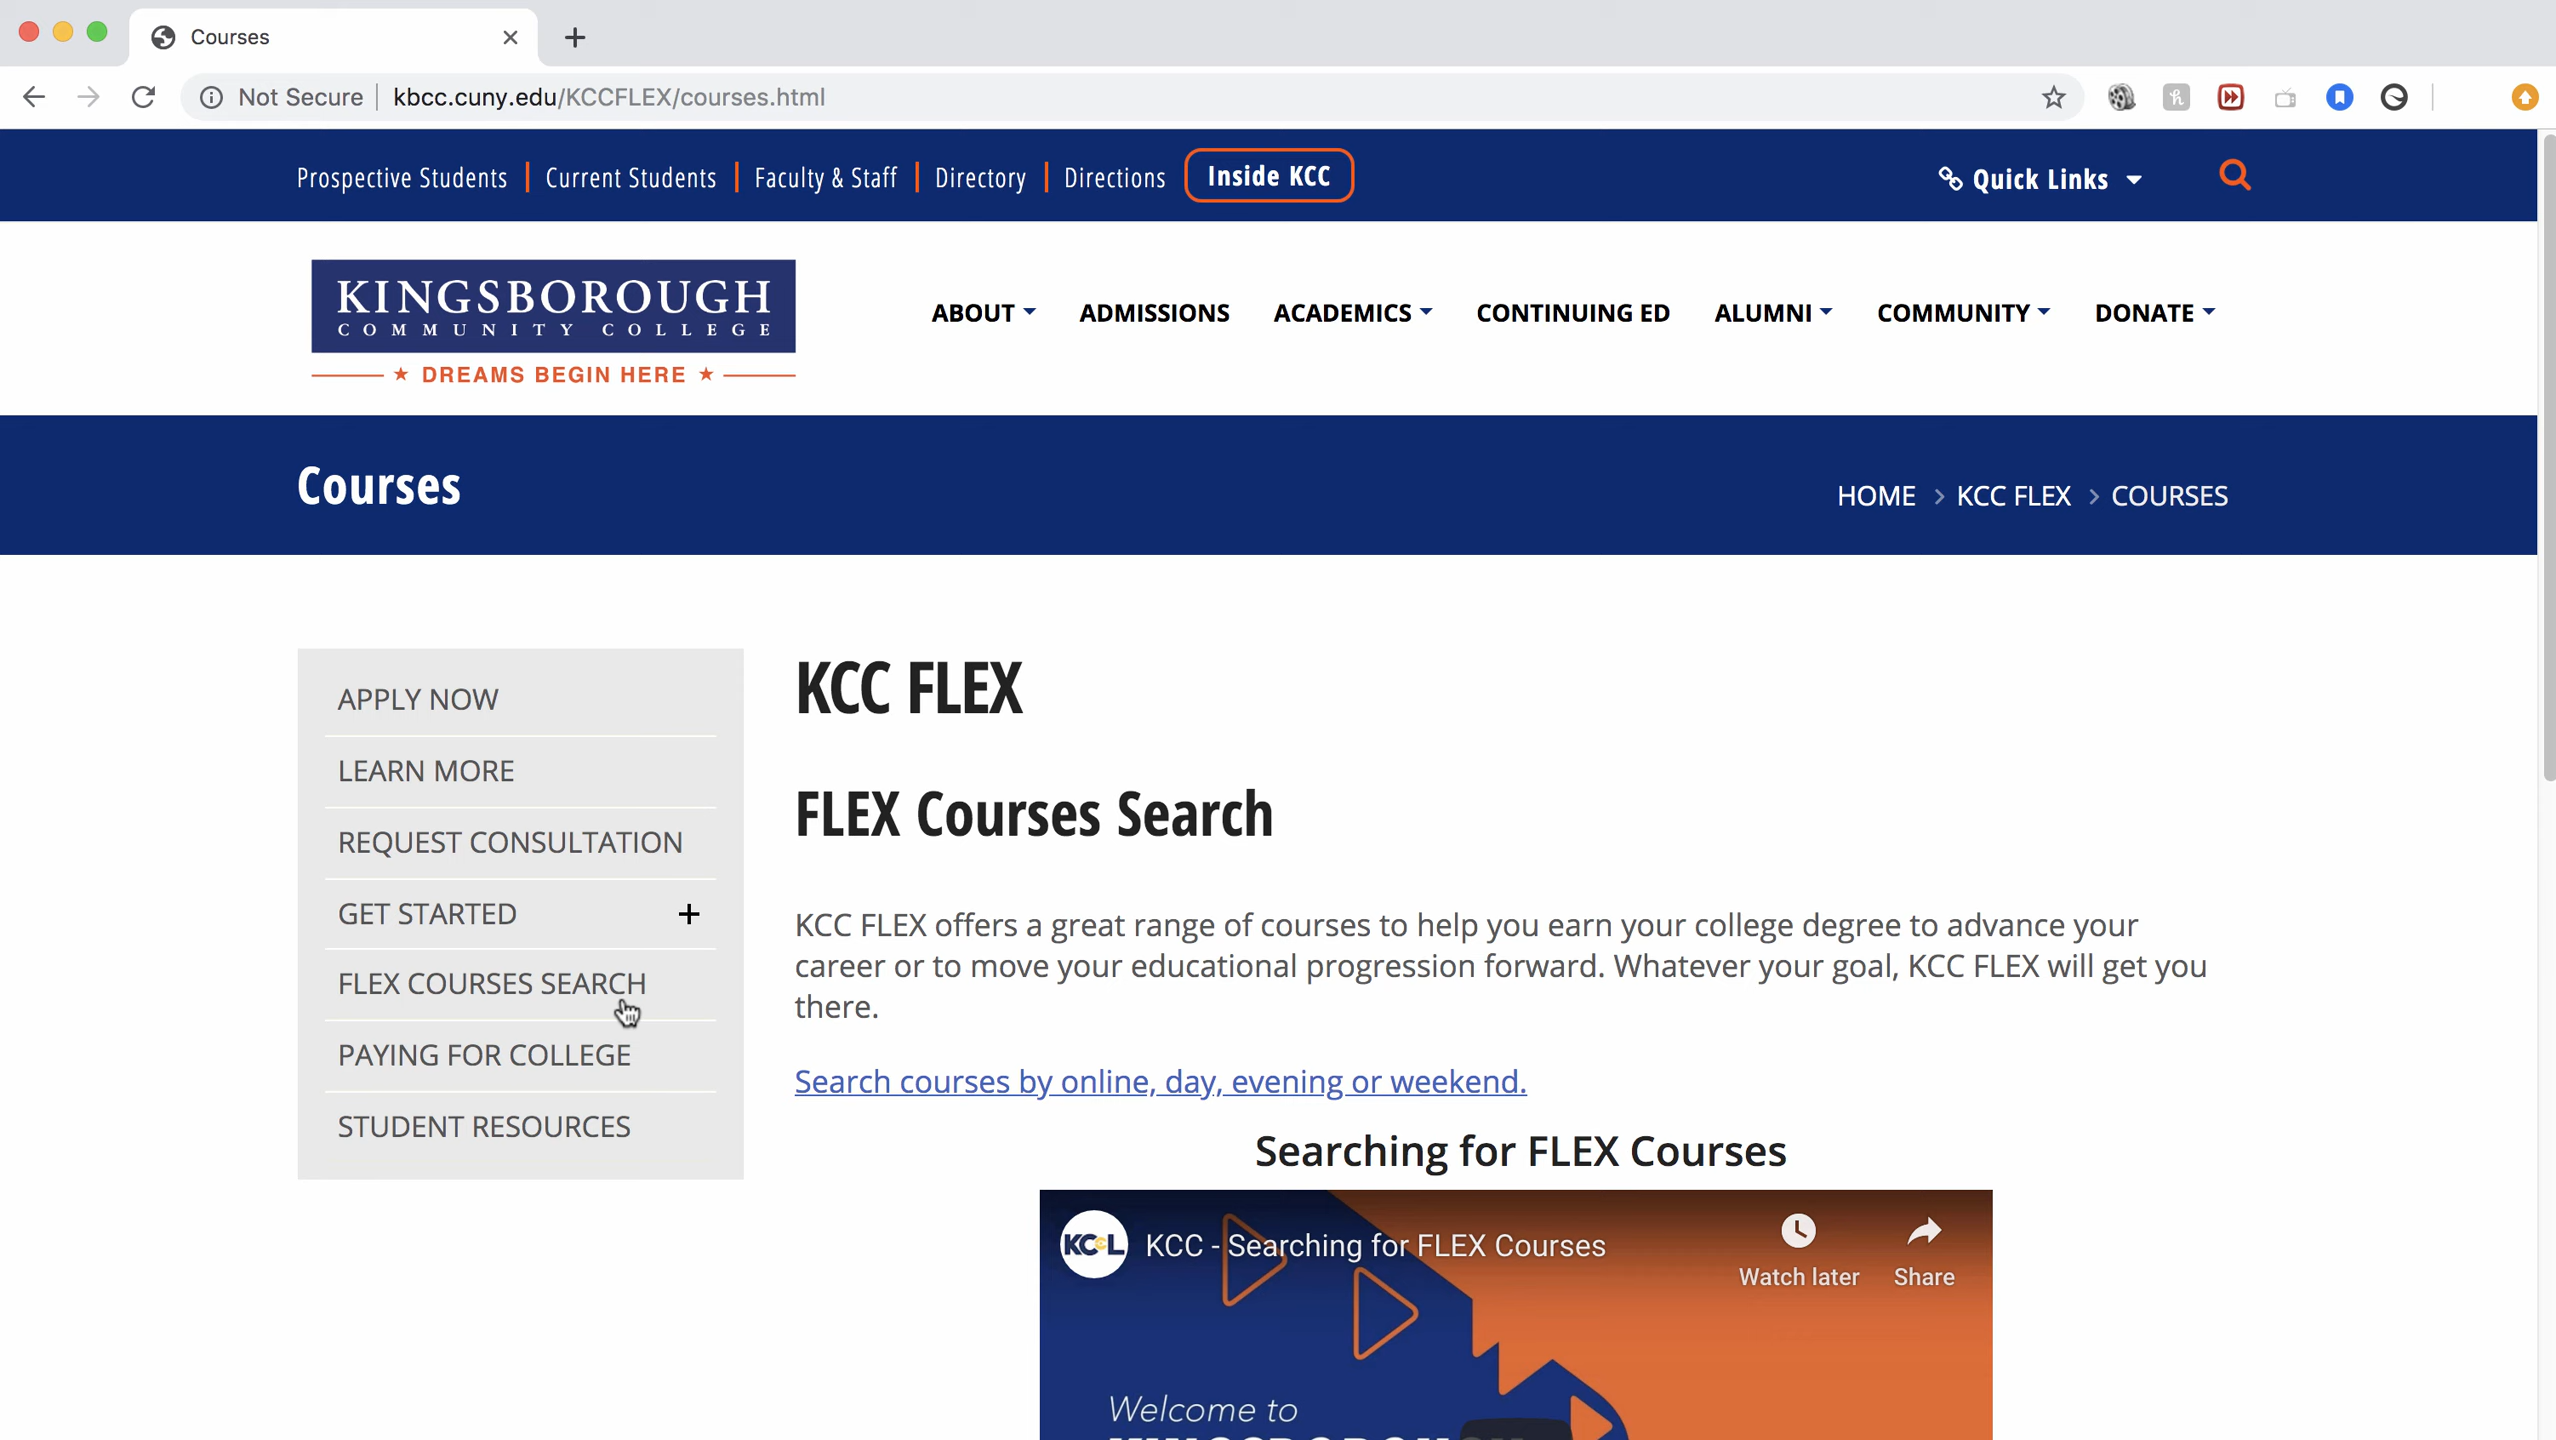 Courses
Not Secure
kbcc.cuny.edu/KCCFLEX/courses.html
Prospective Students
Current Students
Faculty & Staff
Directory
Directions
Inside KCC
Quick Links
KINGSBOROUGH
COMMUNITY COLLEGE
DREAMS BEGIN HERE
ABOUT
ADMISSIONS
ACADEMICS
CONTINUING ED
ALUMNI
COMMUNITY
DONATE
Courses
HOME > KCC FLEX > COURSES
APPLY NOW
LEARN MORE
REQUEST CONSULTATION
GET STARTED +
FLEX COURSES SEARCH
PAYING FOR COLLEGE
STUDENT RESOURCES
KCC FLEX
FLEX Courses Search
KCC FLEX offers a great range of courses to help you earn your college degree to advance your
career or to move your educational progression forward. Whatever your goal, KCC FLEX will get you
there.
Search courses by online, day, evening or weekend.
Searching for FLEX Courses
KCC - Searching for FLEX Courses
Watch later
Share
Welcome to